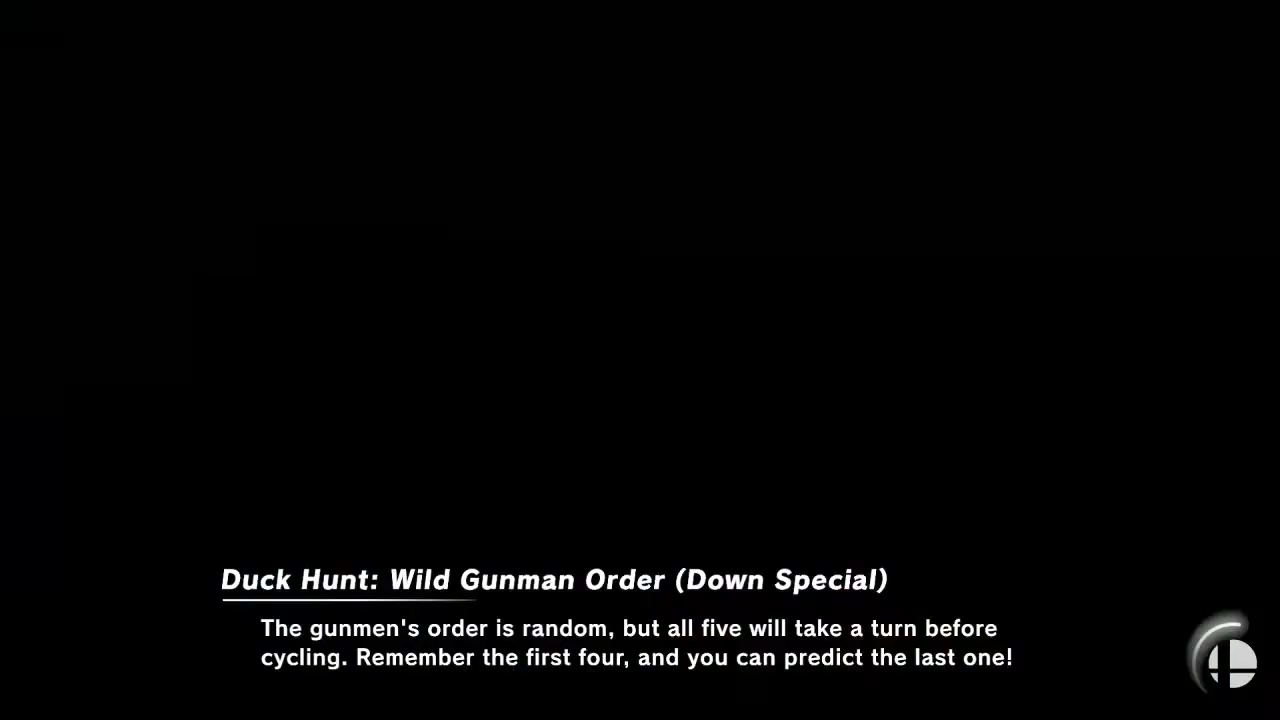 Duck Hunt: Wild Gunman Order (Down Special)
The gunmen's order is random, but all five will take a turn before
cycling. Remember the first four, and you can predict the last one!